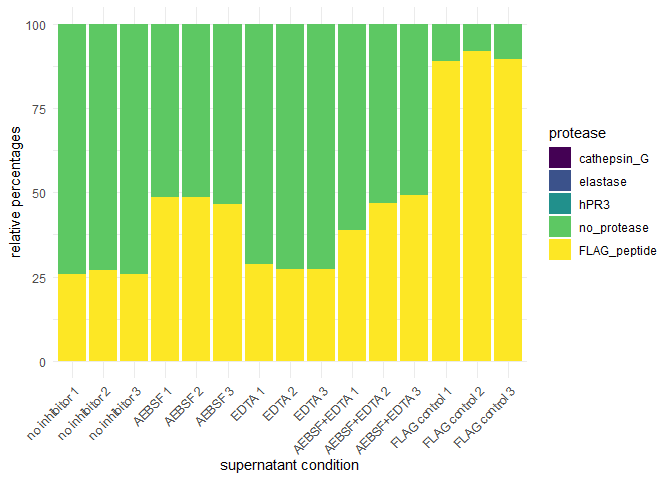 100
75
50
25
0
relative percentages
no inhibitor 1
no inhibitor 2
no inhibitor 3
AEBSF 1
AEBSF 2
AEBSF 3
EDTA 1
EDTA 2
EDTA 3
AEBSF+EDTA 1
AEBSF+EDTA 2
AEBSF+EDTA 3
FLAG control 1
FLAG control 2
FLAG control 3
supernatant condition
protease
cathepsin_G
elastase
hPR3
no_protease
FLAG_peptide